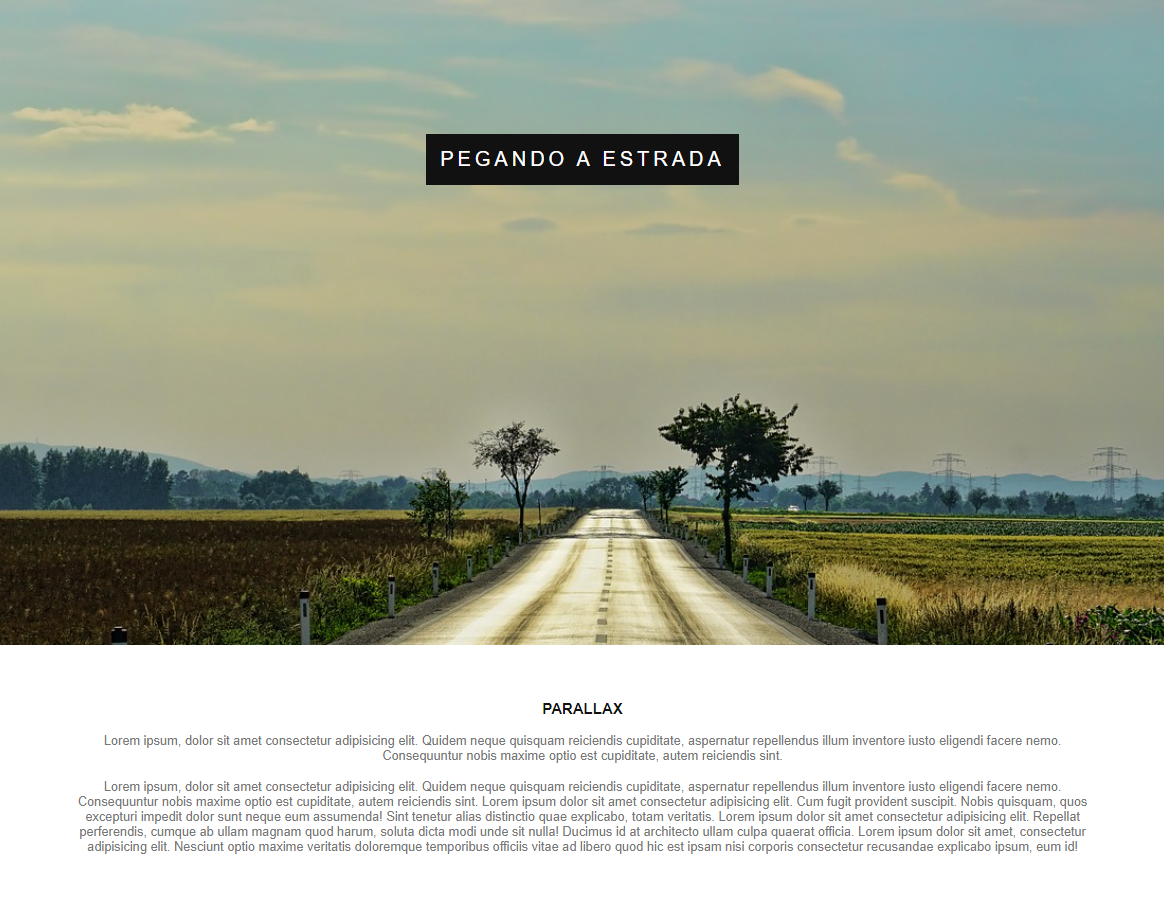 PEGANDO A ESTRADA
PARALLAX
Lorem ipsum, dolor sit amet consectetur adipisicing elit. Quidem neque quisquam reiciendis cupiditate, aspernatur repellendus illum inventore iusto eligendi facere nemo.
Consequuntur nobis maxime optio est cupiditate, autem reiciendis sint.
Lorem ipsum, dolor sit amet consectetur adipisicing elit. Quidem neque quisquam reiciendis cupiditate, aspernatur repellendus illum inventore iusto eligendi facere nemo.
Consequuntur nobis maxime optio est cupiditate, autem reiciendis sint. Lorem ipsum dolor sit amet consectetur adipisicing elit. Cum fugit provident suscipit. Nobis quisquam, quos
excepturi impedit dolor sunt neque eum assumenda! Sint tenetur alias distinctio quae explicabo, totam veritatis. Lorem ipsum dolor sit amet consectetur adipisicing elit. Repellat
perferendis, cumque ab ullam magnam quod harum, soluta dicta modi unde sit nulla! Ducimus id at architecto ullam culpa quaerat officia. Lorem ipsum dolor sit amet, consectetur
adipisicing elit. Nesciunt optio maxime veritatis doloremque temporibus officiis vitae ad libero quod hic est ipsam nisi corporis consectetur recusandae explicabo ipsum, eum id!